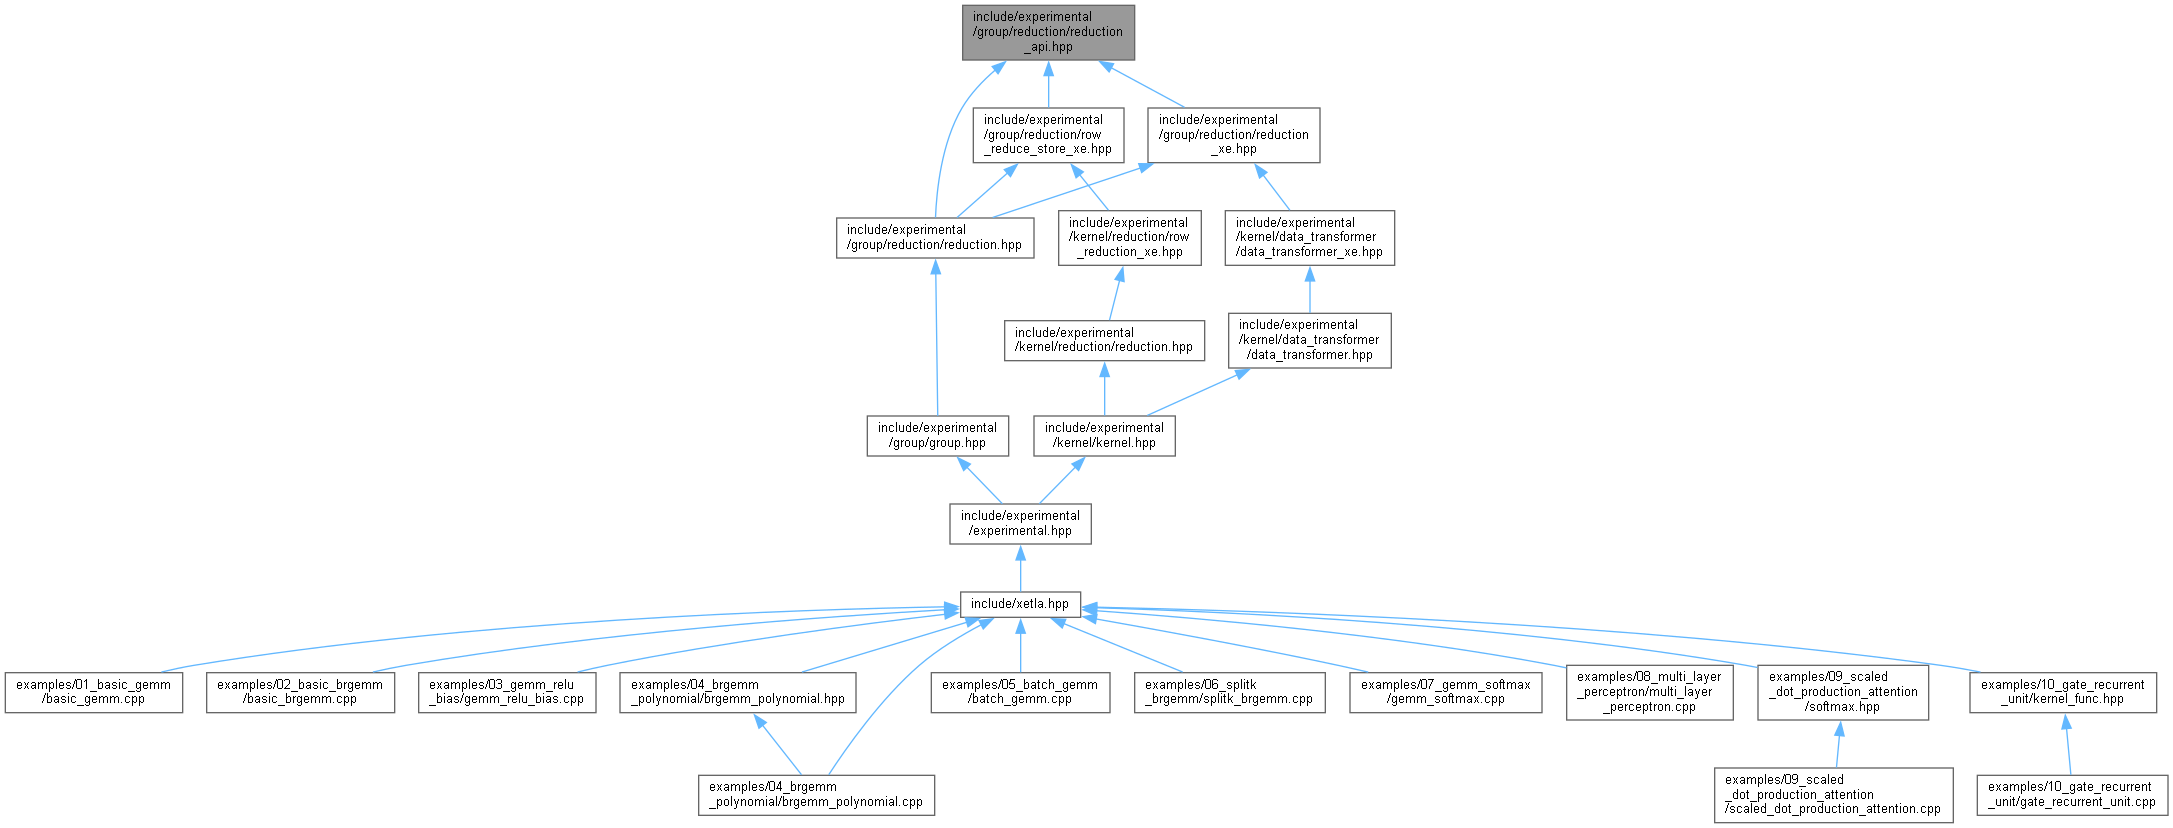 include/experimental
/group/reduction/reduction
_api.hpp
include/experimental
/group/reduction/row
_reduce_store_xe.hpp
include/experimental
/group/reduction/reduction
_xe.hpp
include/experimental
/group/reduction/reduction.hpp
include/experimental
/kernel/reduction/row
_reduction_xe.hpp
include/experimental
/kernel/data_transformer
/data_transformer_xe.hpp
include/experimental
/kernel/reduction/reduction.hpp
include/experimental
/kernel/data_transformer
/data_transformer.hpp
include/experimental
/group/group.hpp
include/experimental
/kernel/kernel.hpp
include/experimental
/experimental.hpp
include/xetla.hpp
examples/01_basic_gemm
/basic_gemm.cpp
examples/02_basic_brgemm
/basic_brgemm.cpp
examples/03_gemm_relu
_bias/gemm_relu_bias.cpp
examples/04_brgemm
_polynomial/brgemm_polynomial.hpp
examples/05_batch_gemm
/batch_gemm.cpp
examples/06_splitk
_brgemm/splitk_brgemm.cpp
examples/07_gemm_softmax
/gemm_softmax.cpp
examples/08_multi_layer
_perceptron/multi_layer
_perceptron.cpp
examples/09_scaled
_dot_production_attention
/softmax.hpp
examples/10_gate_recurrent
_unit/kernel_func.hpp
examples/04_brgemm
_polynomial/brgemm_polynomial.cpp
examples/09_scaled
_dot_production_attention
/scaled_dot_production_attention.cpp
examples/10_gate_recurrent
_unit/gate_recurrent_unit.cpp